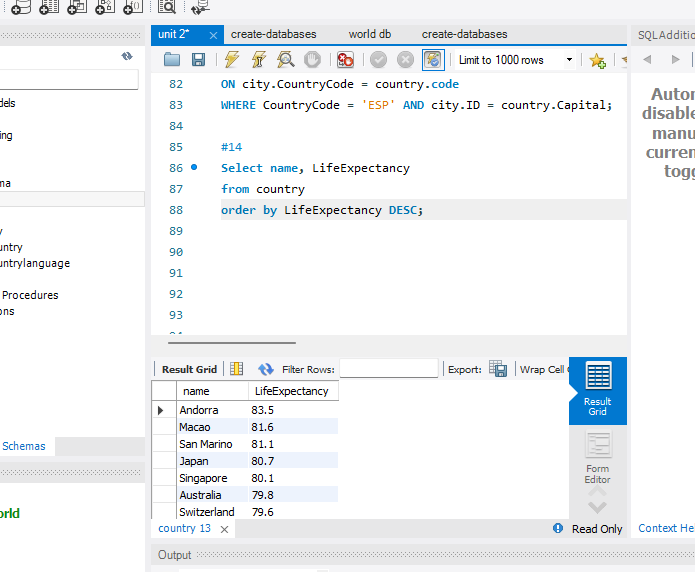 unit 2*
create-databases
world db
create-databases
SQLAdditio
Limit to 1000 rows
82 ON city.CountryCode = country.code
83 WHERE CountryCode = 'ESP' AND city.ID = country.Capital;
84
85 #14
86 Select name, LifeExpectancy
87 from country
88 order by LifeExpectancy DESC;
89
90
91
92
93
dels
ing
ma
y
untry
untrylanguage
Procedures
ons
Schemas
orld
Autom
disable
manu
curren
togg
Result Grid
Filter Rows:
Export:
Wrap Cell C
name LifeExpectancy
Andorra 83.5
Macao 81.6
San Marino 81.1
Japan 80.7
Singapore 80.1
Australia 79.8
Switzerland 79.6
Result
Grid
Form
Editor
country 13
Read Only
Context Hel
Output